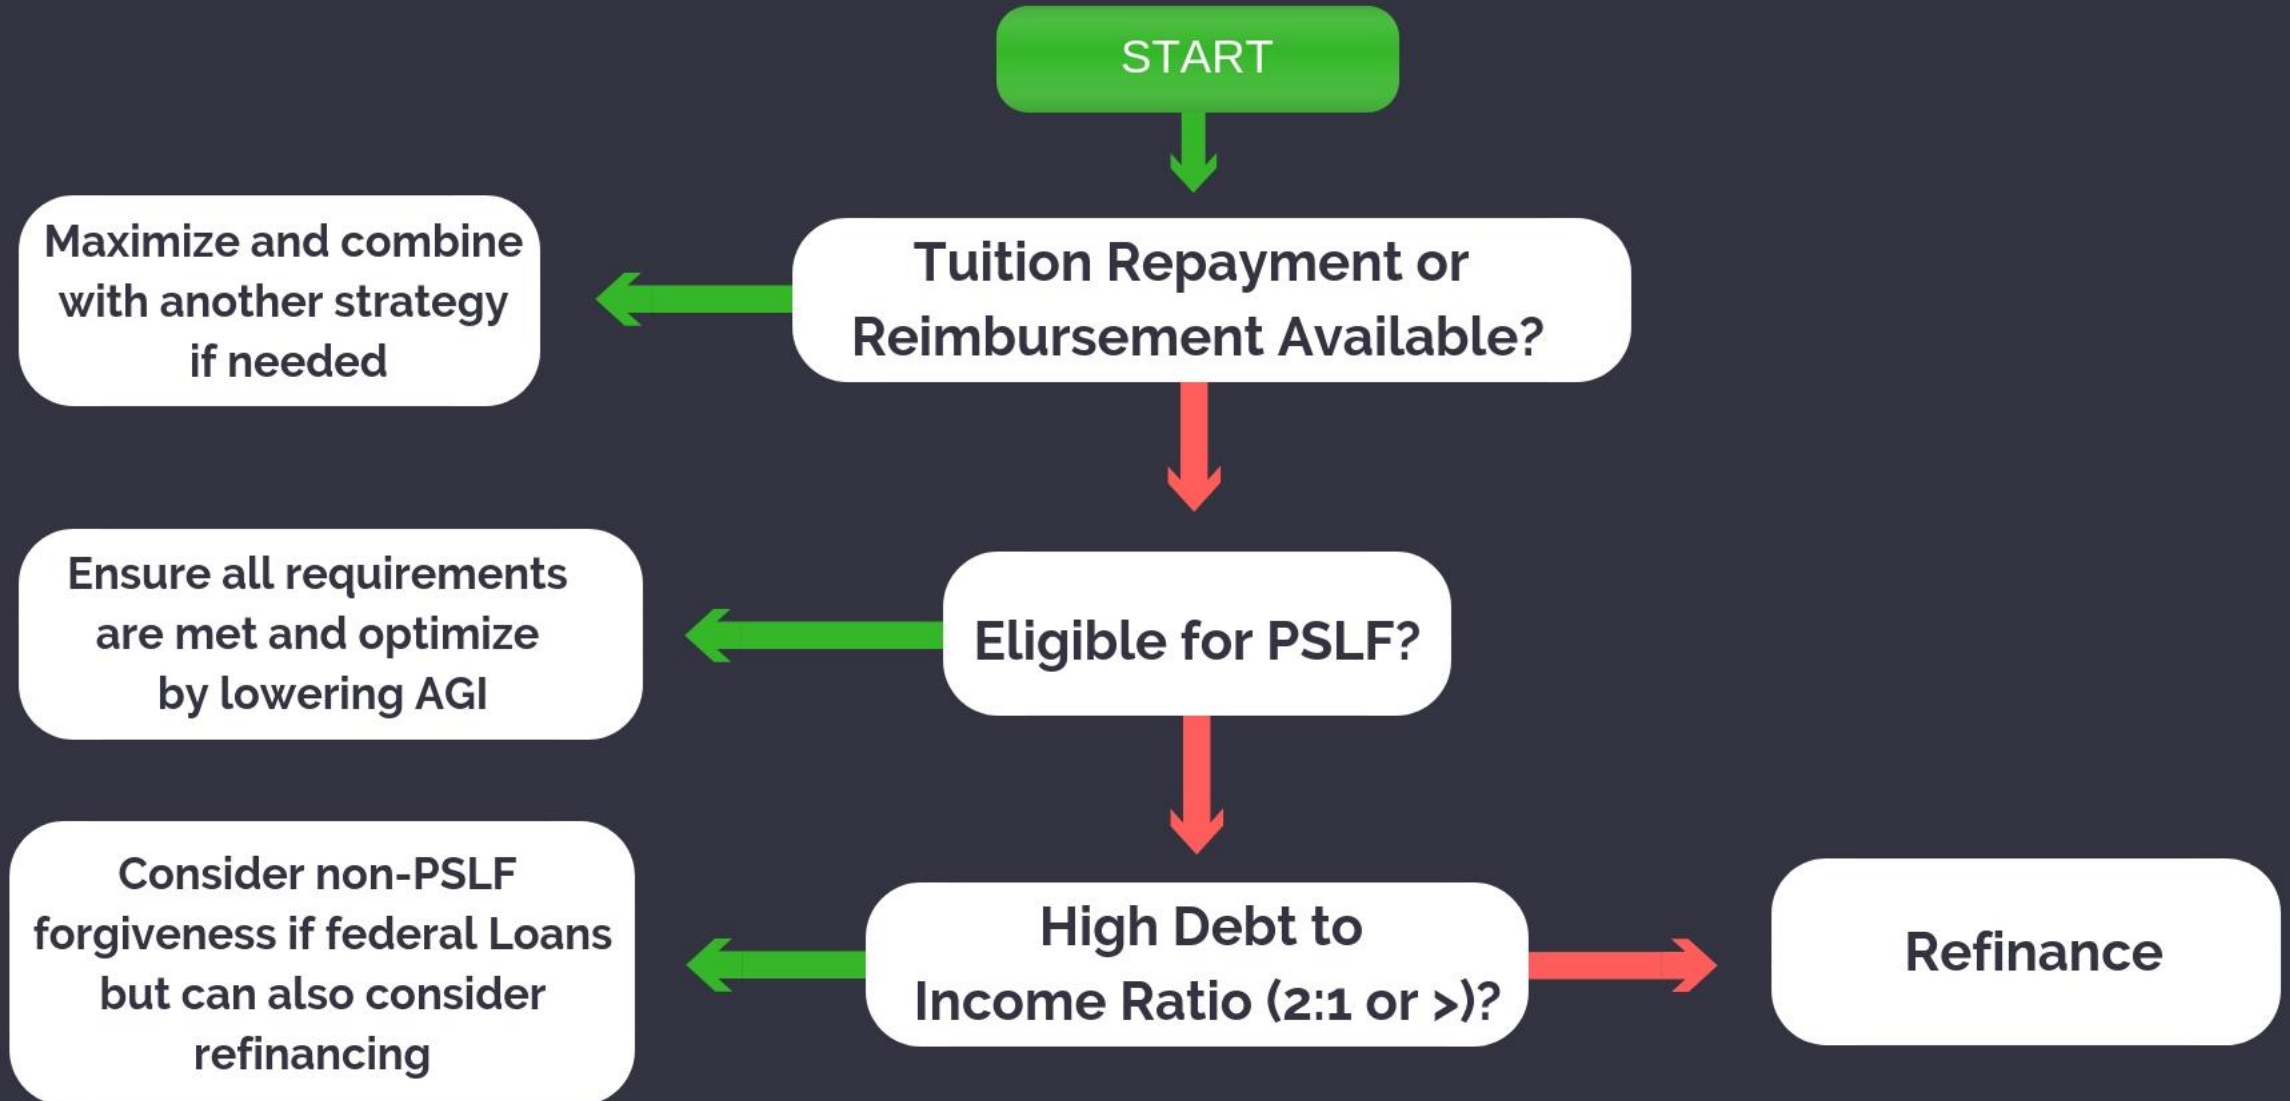 START
Tuition Repayment or
Reimbursement Available?
Maximize and combine
with another strategy
if needed
Eligible for PSLF?
Ensure all requirements
are met and optimize
by lowering AGI
High Debt to
Income Ratio (2:1 or >)?
Consider non-PSLF
forgiveness if federal Loans
but can also consider
refinancing
Refinance